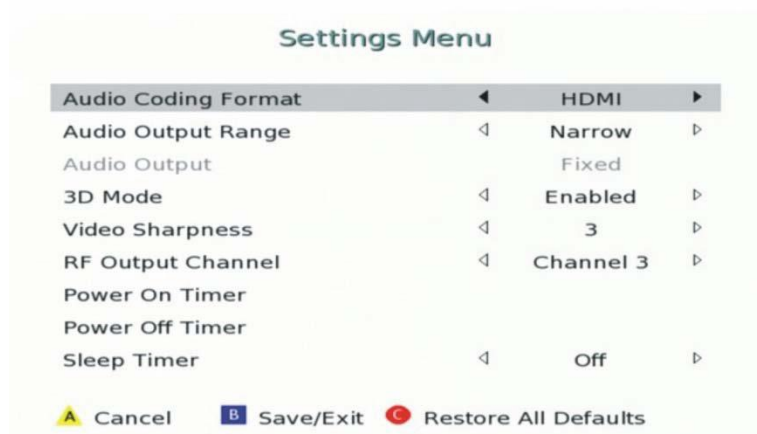 Settings Menu
Audio Coding Format HDMI
Audio Output Range Narrow
Audio Output Fixed
3D Mode Enabled
Video Sharpness 3
RF Output Channel Channel 3
Power On Timer
Power Off Timer
Sleep Timer Off
A Cancel B Save/Exit C Restore All Defaults